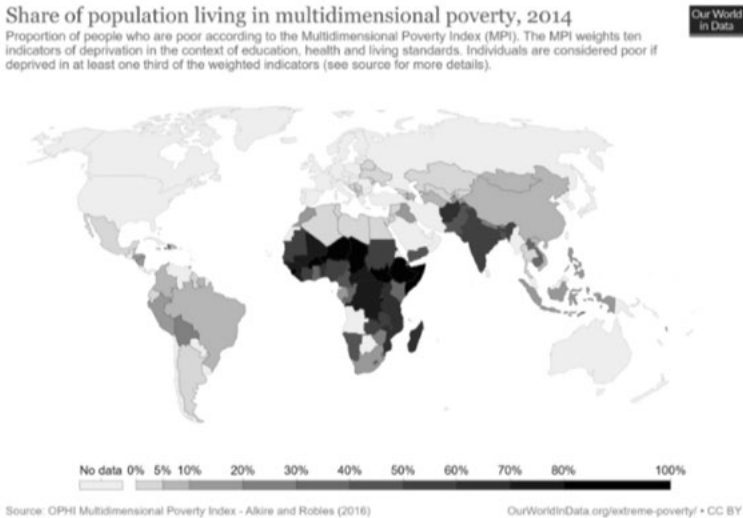 Share of population living in multidimensional poverty, 2014
Our World
in Data
Proportion of people who are poor according to the Multidimensional Poverty Index (MPI). The MPI weights ten
indicators of deprivation in the context of education, health and living standards. Individuals are considered poor if
deprived in at least one third of the weighted indicators (see source for more details).
No data 0% 5% 10% 20% 30% 40% 50% 60% 70% 80% 100%
Source: OPHI Multidimensional Poverty Index - Alkire and Robles (2016)
OurWorldInData.org/extreme-poverty/ • CC BY